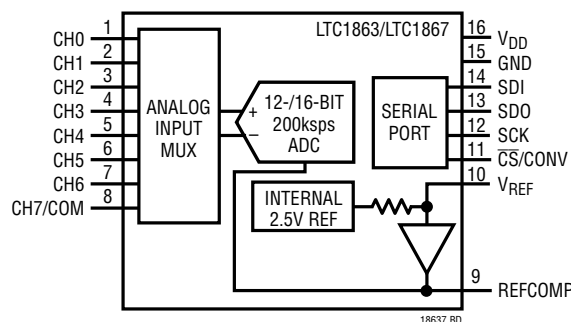 LTC1863/LTC1867
CH0 1
CH1 2
CH2 3
CH3 4
CH4 5
CH5 6
CH6 7
CH7/COM 8
ANALOG
INPUT
MUX
+
–
12-/16-BIT
200ksps
ADC
SERIAL
PORT
INTERNAL
2.5V REF
16 VDD
15 GND
14 SDI
13 SDO
12 SCK
11 C̅S̅/CONV
10 VREF
9 REFCOMP
18637 BD